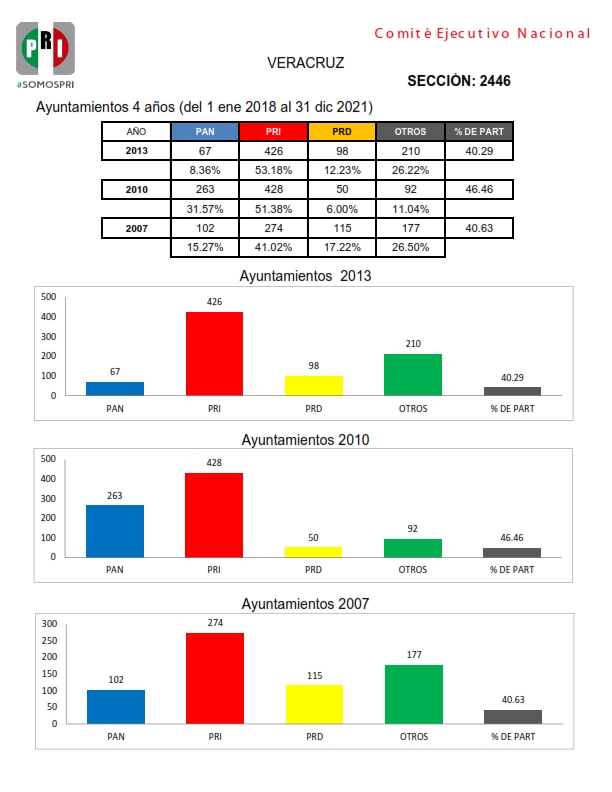 Comité Ejecutivo Nacional
PRI
#SOMOSPRI
VERACRUZ
SECCIÓN: 2446
Ayuntamientos 4 años (del 1 ene 2018 al 31 dic 2021)
AÑO PAN PRI PRD OTROS % DE PART
2013 67 426 98 210 40.29
8.36% 53.18% 12.23% 26.22%
2010 263 428 50 92 46.46
31.57% 51.38% 6.00% 11.04%
2007 102 274 115 177 40.63
15.27% 41.02% 17.22% 26.50%
Ayuntamientos 2013
500
400
300
200
100
0
67 426 98 210 40.29
PAN PRI PRD OTROS % DE PART
Ayuntamientos 2010
500
400
300
200
100
0
263 428 50 92 46.46
PAN PRI PRD OTROS % DE PART
Ayuntamientos 2007
300
250
200
150
100
50
0
102 274 115 177 40.63
PAN PRI PRD OTROS % DE PART